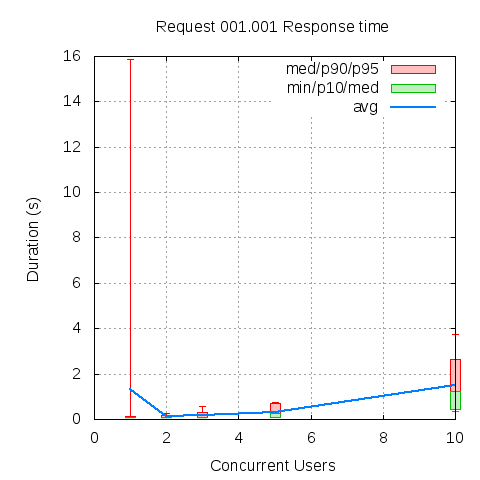 Request 001.001 Response time
med/p90/p95
min/p10/med
avg
Duration (s)
16
14
12
10
8
6
4
2
0
0 2 4 6 8 10
Concurrent Users